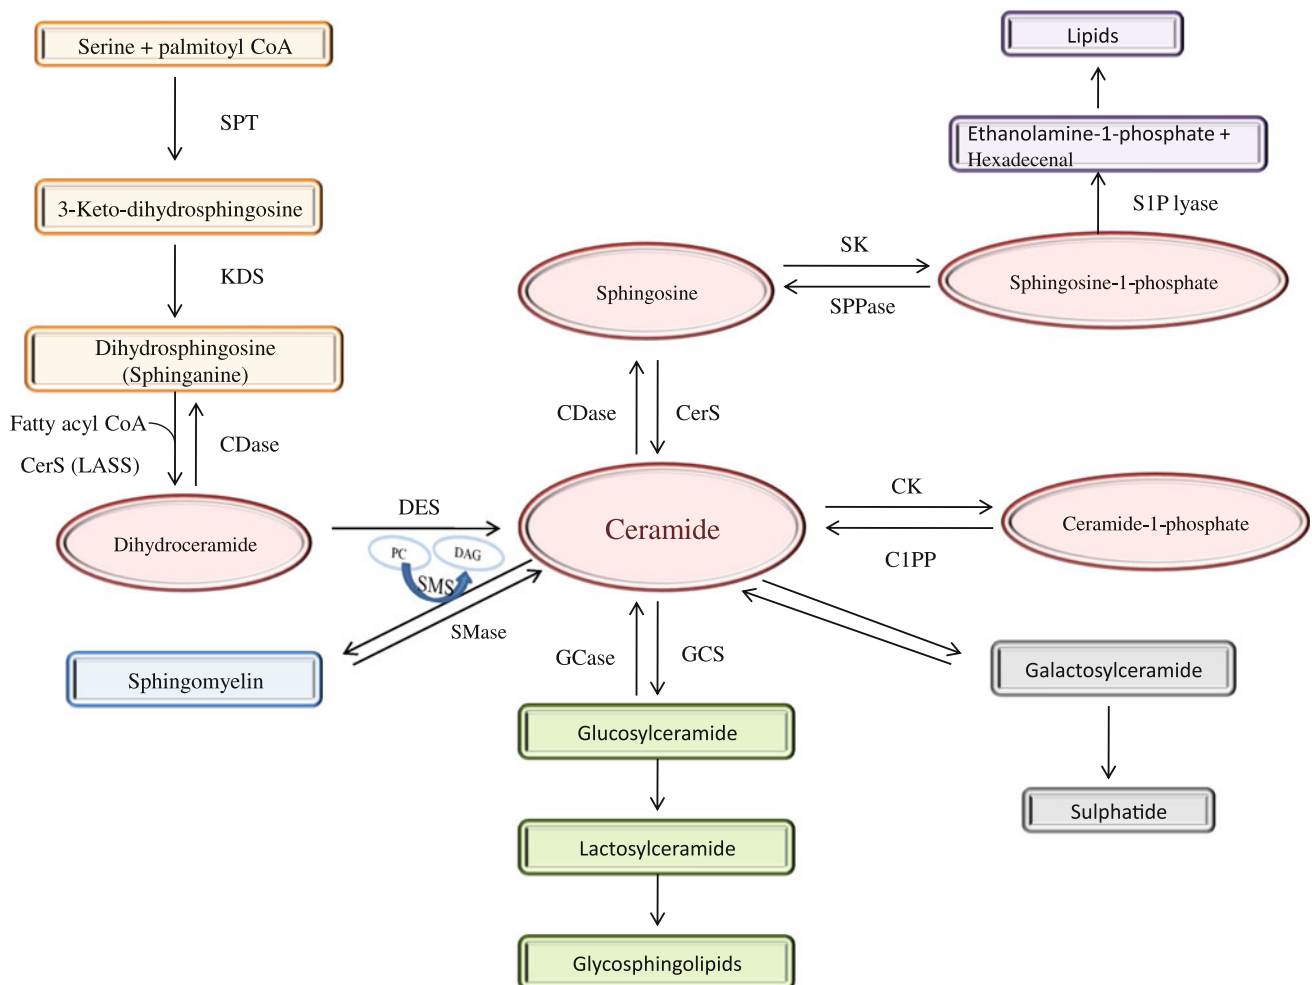 Serine + palmitoyl CoA
SPT
3-Keto-dihydrosphingosine
KDS
Dihydrosphingosine
(Sphinganine)
Fatty acyl CoA
CerS (LASS)
CDase
Dihydroceramide
DES
PC
DAG
SMS
SMase
Sphingomyelin
Lipids
Ethanolamine-1-phosphate +
Hexadecenal
S1P lyase
Sphingosine
SK
SPPase
Sphingosine-1-phosphate
CDase
CerS
Ceramide
CK
C1PP
Ceramide-1-phosphate
GCase
GCS
Glucosylceramide
Lactosylceramide
Glycosphingolipids
Galactosylceramide
Sulphatide